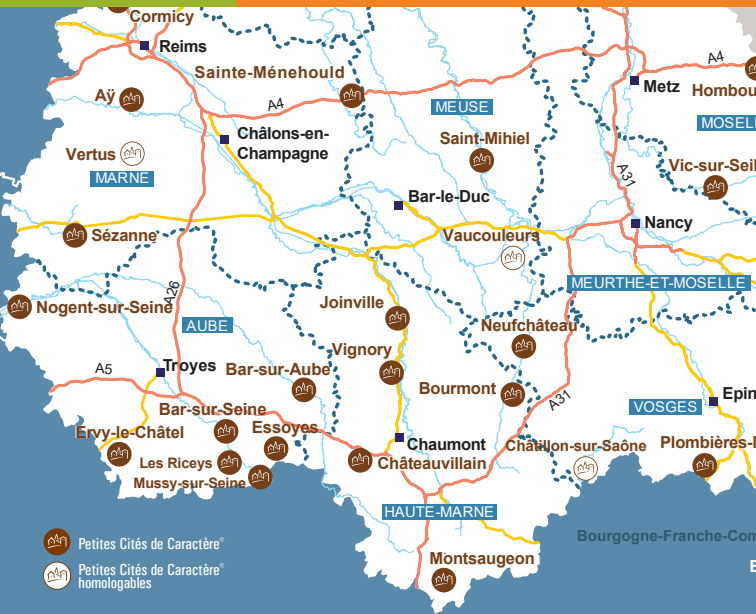 Cormicy
Reims
A4
Metz
Sainte-Ménehould
Hombou
Aÿ
A4
MEUSE
MOSELL
Châlons-en-
Champagne
Saint-Mihiel
Vertus
MARNE
A31
Vic-sur-Seil
Bar-le-Duc
Nancy
Sézanne
Vaucouleurs
MEURTHE-ET-MOSELLE
A26
Nogent-sur-Seine
Joinville
AUBE
Neufchâteau
Vignory
Troyes
A5
Bar-sur-Aube
Bourmont
A31
Epin
VOSGES
Bar-sur-Seine
Ervy-le-Châtel
Essoyes
Chaumont
Châtillon-sur-Saône
Plombières-l
Les Riceys
Châteauvillain
Mussy-sur-Seine
HAUTE-MARNE
Bourgogne-Franche-Com
Petites Cités de Caractère®
Montsaugeon
Petites Cités de Caractère®
homologables